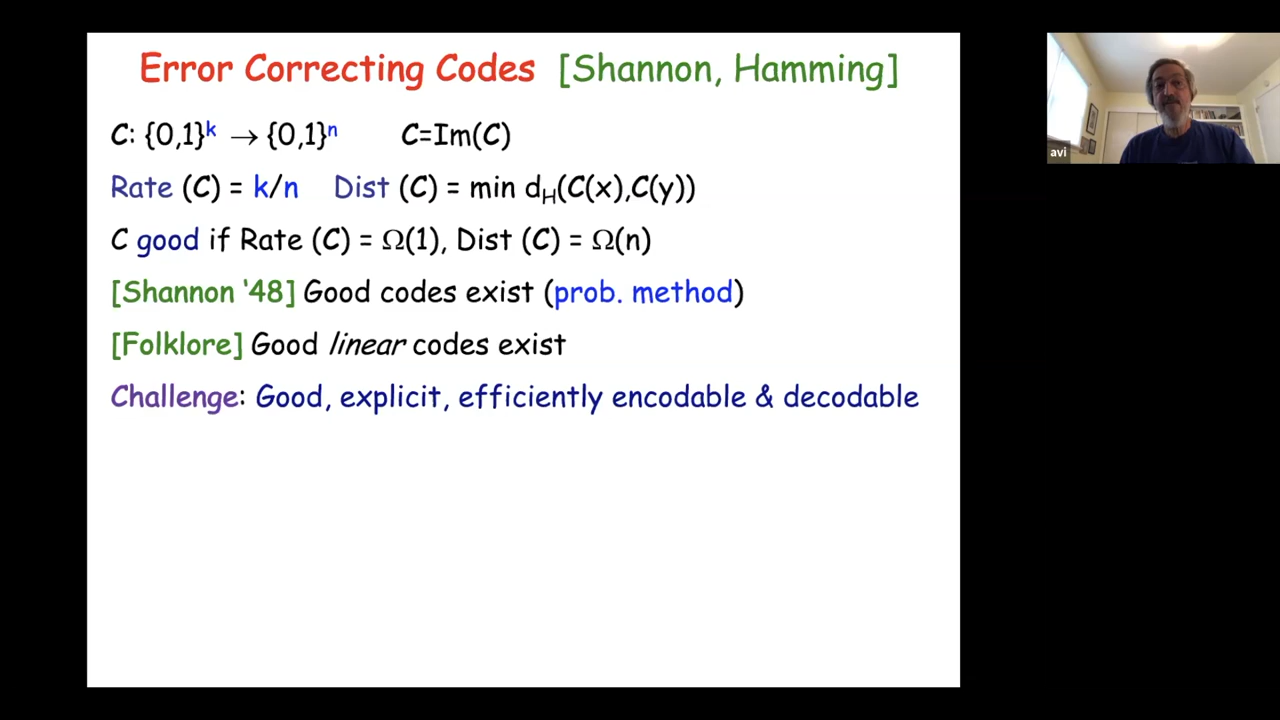 Error Correcting Codes [Shannon, Hamming]
C: {0,1}ᵏ → {0,1}ⁿ C=Im(C)
Rate (C) = k/n Dist (C) = min d_H(C(x),C(y))
C good if Rate (C) = Ω(1), Dist (C) = Ω(n)
[Shannon ‘48] Good codes exist (prob. method)
[Folklore] Good linear codes exist
Challenge: Good, explicit, efficiently encodable & decodable
avi